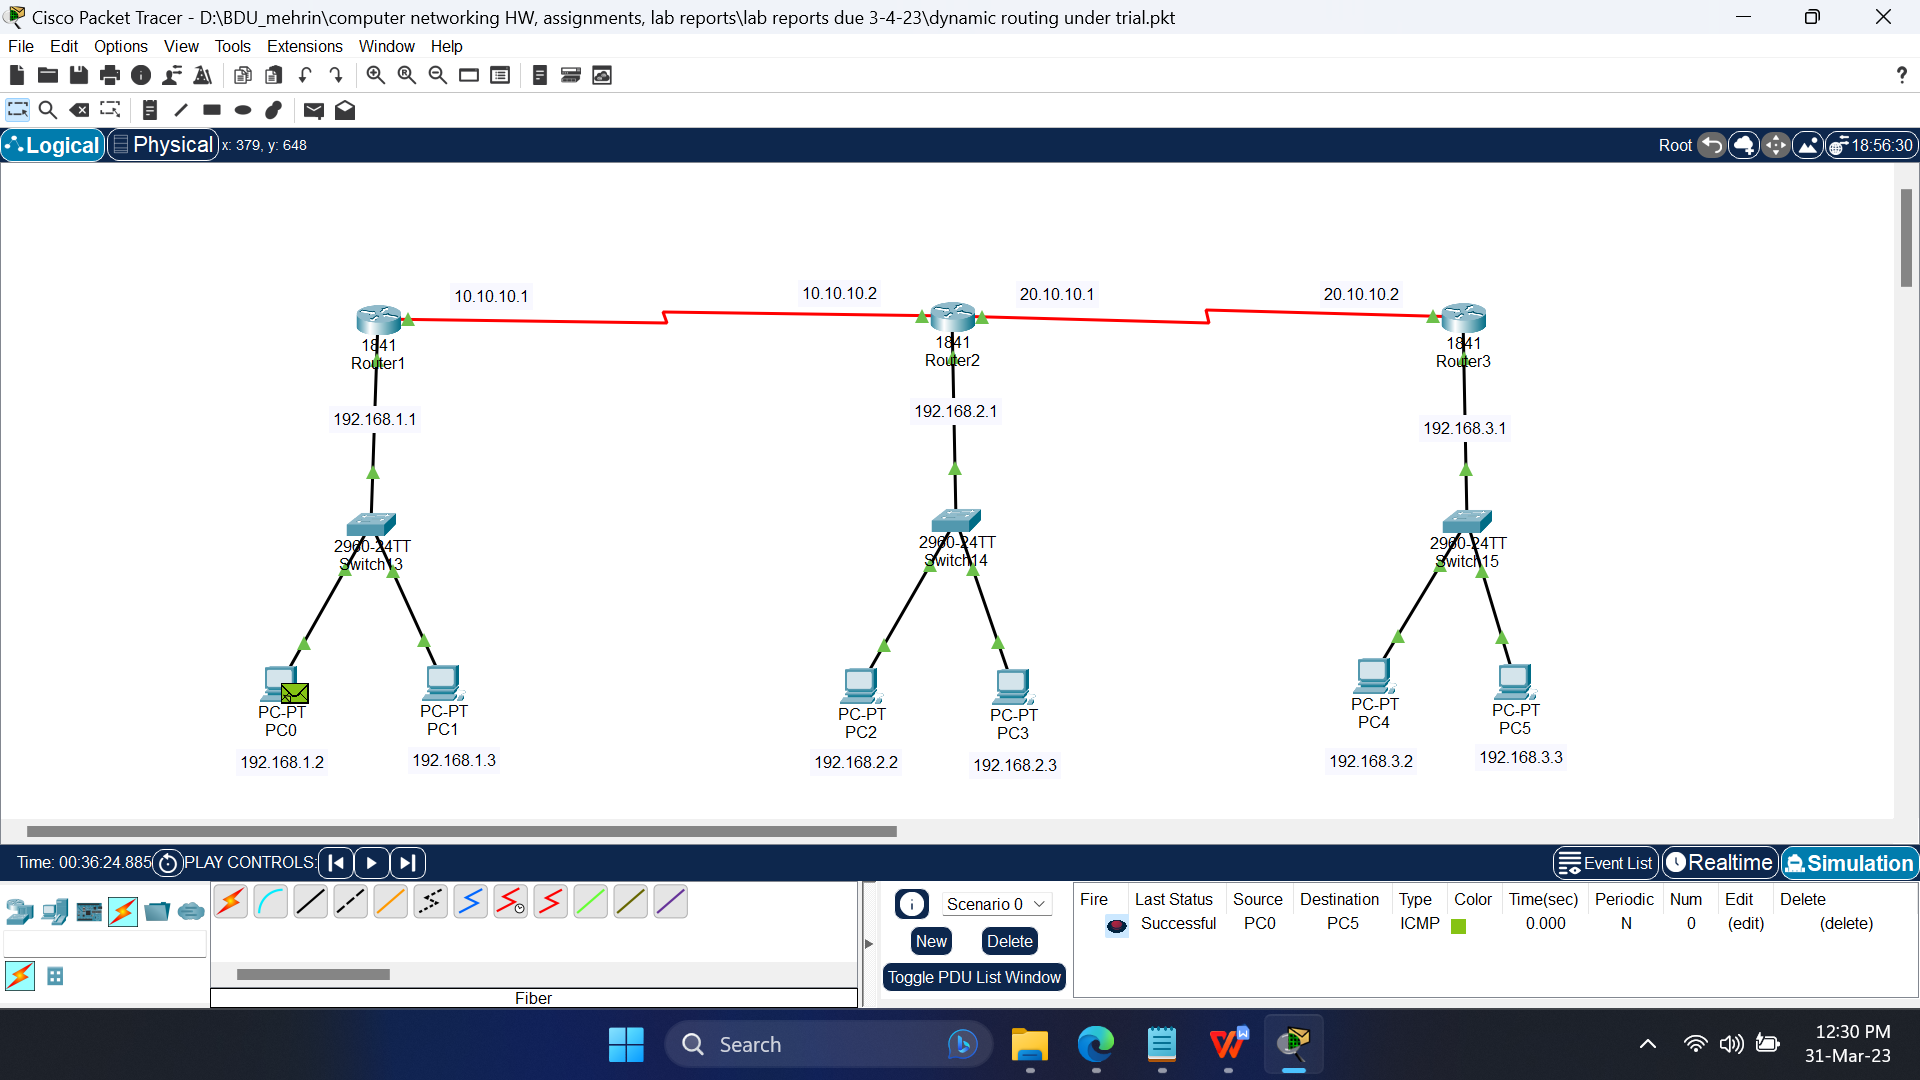 Cisco Packet Tracer - D:\BDU_mehrin\computer networking HW, assignments, lab reports\lab reports due 3-4-23\dynamic routing under trial.pkt
File Edit Options View Tools Extensions Window Help
?
Logical Physical x: 379, y: 648 Root 18:56:30
10.10.10.1 10.10.10.2 20.10.10.1 20.10.10.2
1841 1841 1841
Router1 Router2 Router3
192.168.1.1 192.168.2.1 192.168.3.1
2960-24TT 2960-24TT 2960-24TT
Switch13 Switch14 Switch15
PC-PT PC-PT PC-PT PC-PT PC-PT PC-PT
PC0 PC1 PC2 PC3 PC4 PC5
192.168.1.2 192.168.1.3 192.168.2.2 192.168.2.3 192.168.3.2 192.168.3.3
Time: 00:36:24.885 PLAY CONTROLS: Event List Realtime Simulation
Scenario 0
New Delete
Toggle PDU List Window
Fire Last Status Source Destination Type Color Time(sec) Periodic Num Edit Delete
Successful PC0 PC5 ICMP 0.000 N 0 (edit) (delete)
Fiber
Search
12:30 PM
31-Mar-23